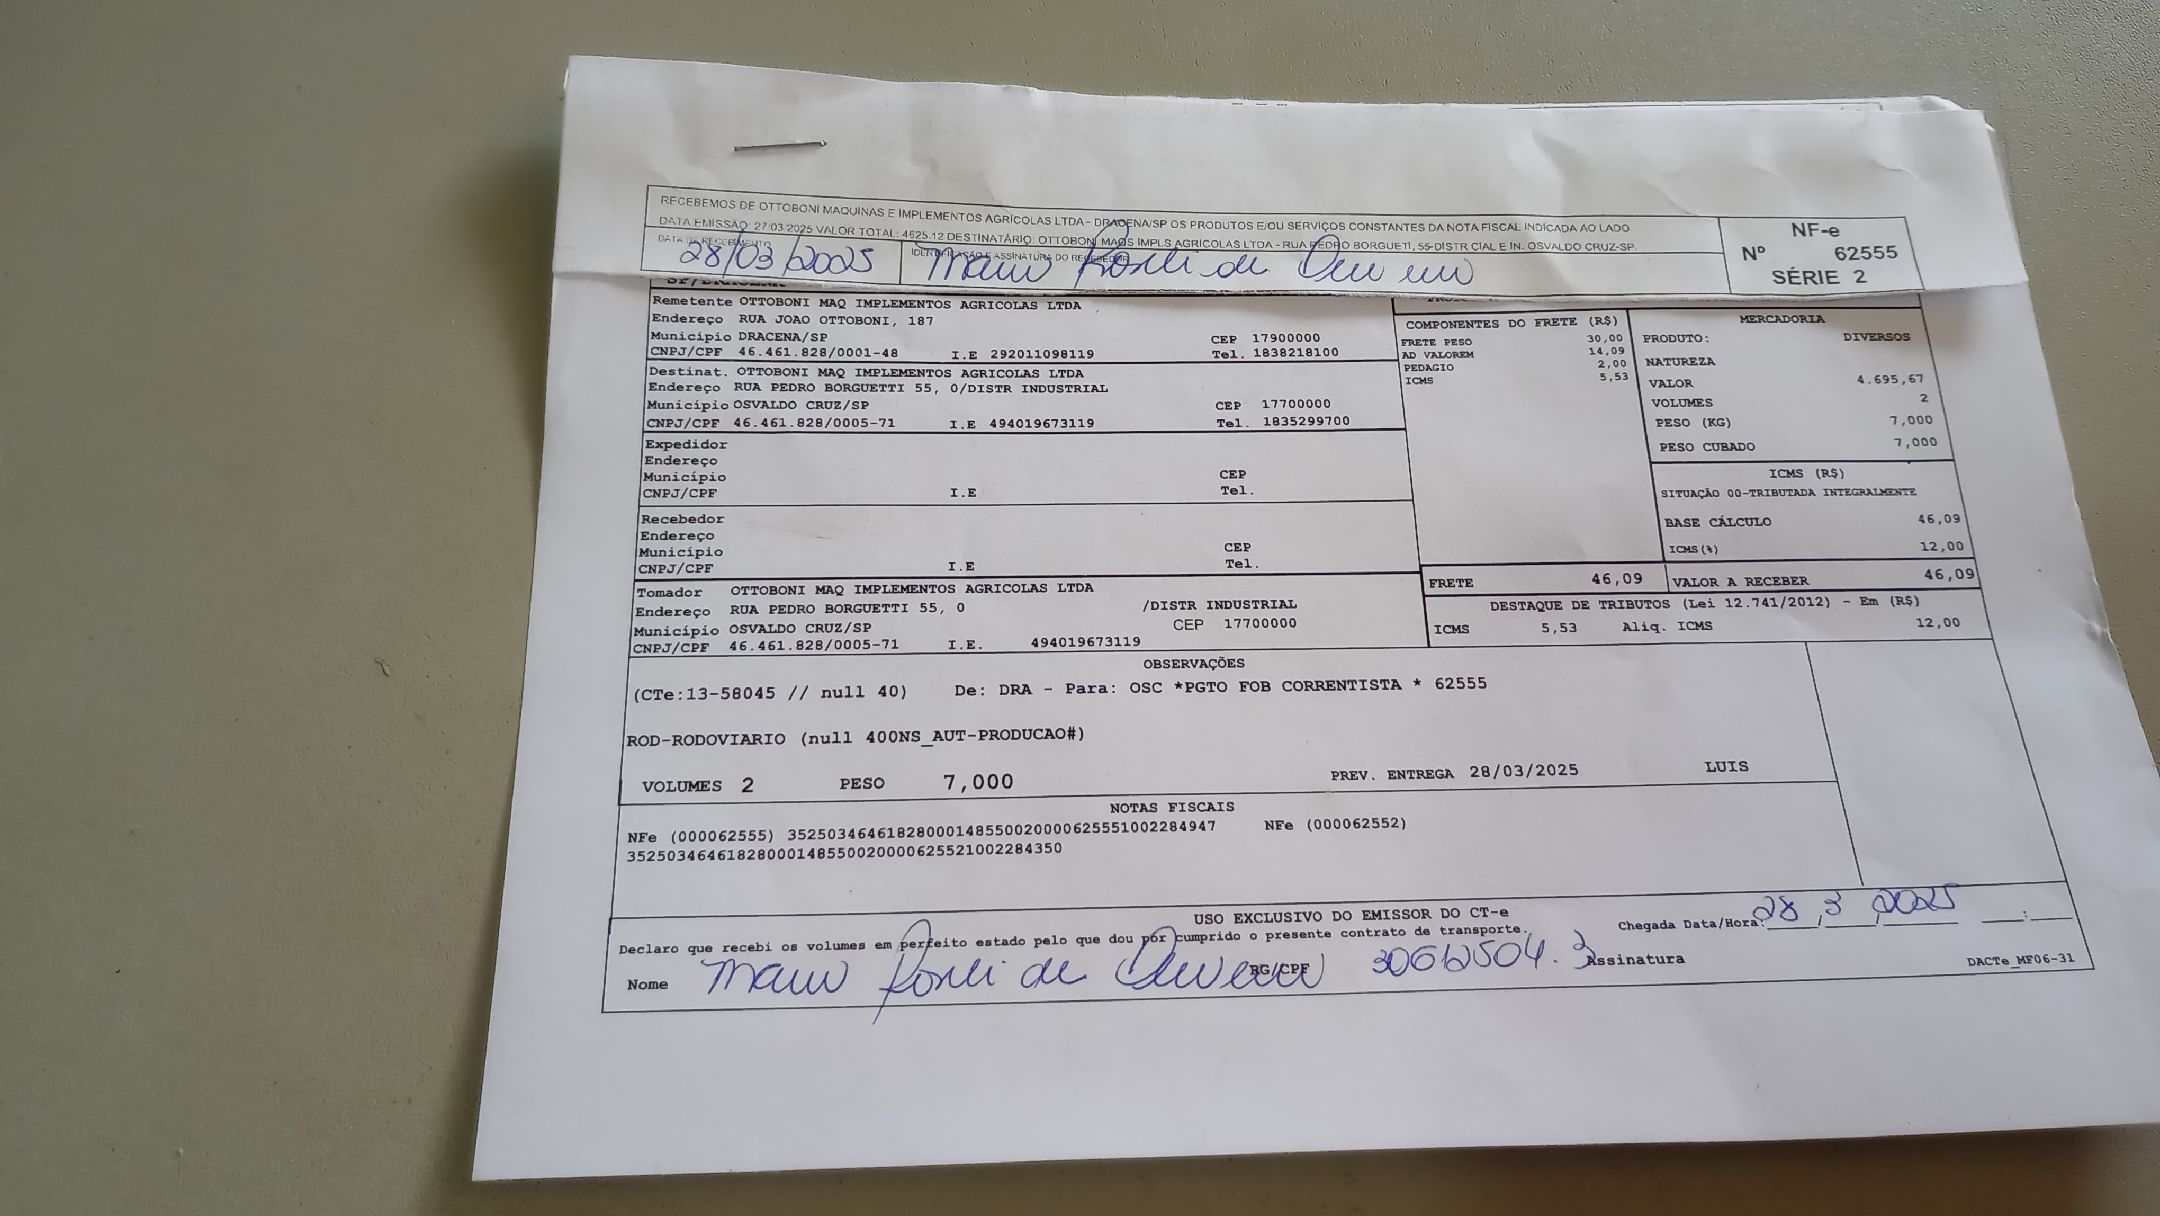 RECEBEMOS DE OTTOBONI MAQUINAS E IMPLEMENTOS AGRÍCOLAS LTDA - DRACENA/SP OS PRODUTOS E/OU SERVIÇOS CONSTANTES DA NOTA FISCAL INDICADA AO LADO
DATA EMISSÃO: 27/03/2025 VALOR TOTAL: 4625.12 DESTINATÁRIO: OTTOBONI MAQS IMPLS AGRICOLAS LTDA - RUA PEDRO BORGUETI, 55-DISTR CIAL E IN. OSVALDO CRUZ-SP.
DATA DE RECEBIMENTO IDENTIFICAÇÃO E ASSINATURA DO RECEBEDOR
28/03/2025 de
NF-e
Nº 62555
SÉRIE 2
Remetente OTTOBONI MAQ IMPLEMENTOS AGRICOLAS LTDA
Endereço RUA JOAO OTTOBONI, 187
Município DRACENA/SP CEP 17900000
CNPJ/CPF 46.461.828/0001-48 I.E 292011098119 Tel. 1838218100
Destinat. OTTOBONI MAQ IMPLEMENTOS AGRICOLAS LTDA
Endereço RUA PEDRO BORGUETTI 55, 0/DISTR INDUSTRIAL
Município OSVALDO CRUZ/SP CEP 17700000
CNPJ/CPF 46.461.828/0005-71 I.E 494019673119 Tel. 1835299700
Expedidor
Endereço
Município CEP
CNPJ/CPF I.E Tel.
Recebedor
Endereço
Município CEP
CNPJ/CPF I.E Tel.
Tomador OTTOBONI MAQ IMPLEMENTOS AGRICOLAS LTDA
Endereço RUA PEDRO BORGUETTI 55, 0 /DISTR INDUSTRIAL
Município OSVALDO CRUZ/SP CEP 17700000
CNPJ/CPF 46.461.828/0005-71 I.E. 494019673119
COMPONENTES DO FRETE (R$)
FRETE PESO 30,00
AD VALOREM 14,09
PEDAGIO 2,00
ICMS 5,53
MERCADORIA
PRODUTO: DIVERSOS
NATUREZA
VALOR 4.695,67
VOLUMES 2
PESO (KG) 7,000
PESO CUBADO 7,000
ICMS (R$)
SITUAÇÃO 00-TRIBUTADA INTEGRALMENTE
BASE CÁLCULO 46,09
ICMS(%) 12,00
FRETE 46,09 VALOR A RECEBER 46,09
DESTAQUE DE TRIBUTOS (Lei 12.741/2012) - Em (R$)
ICMS 5,53 Aliq. ICMS 12,00
OBSERVAÇÕES
(CTe:13-58045 // null 40) De: DRA - Para: OSC *PGTO FOB CORRENTISTA * 62555
ROD-RODOVIARIO (null 400NS_AUT-PRODUCAO#)
VOLUMES 2 PESO 7,000 PREV. ENTREGA 28/03/2025 LUIS
NOTAS FISCAIS
NFe (000062555) 35250346461828000148550020000625551002284947 NFe (000062552)
35250346461828000148550020000625521002284350
USO EXCLUSIVO DO EMISSOR DO CT-e
Declaro que recebi os volumes em perfeito estado pelo que dou por cumprido o presente contrato de transporte. Chegada Data/Hora: 28 / 3 / 2025 :
Nome de Oliveira RG/CPF 30612504.3 Assinatura DACTe_MF06-31